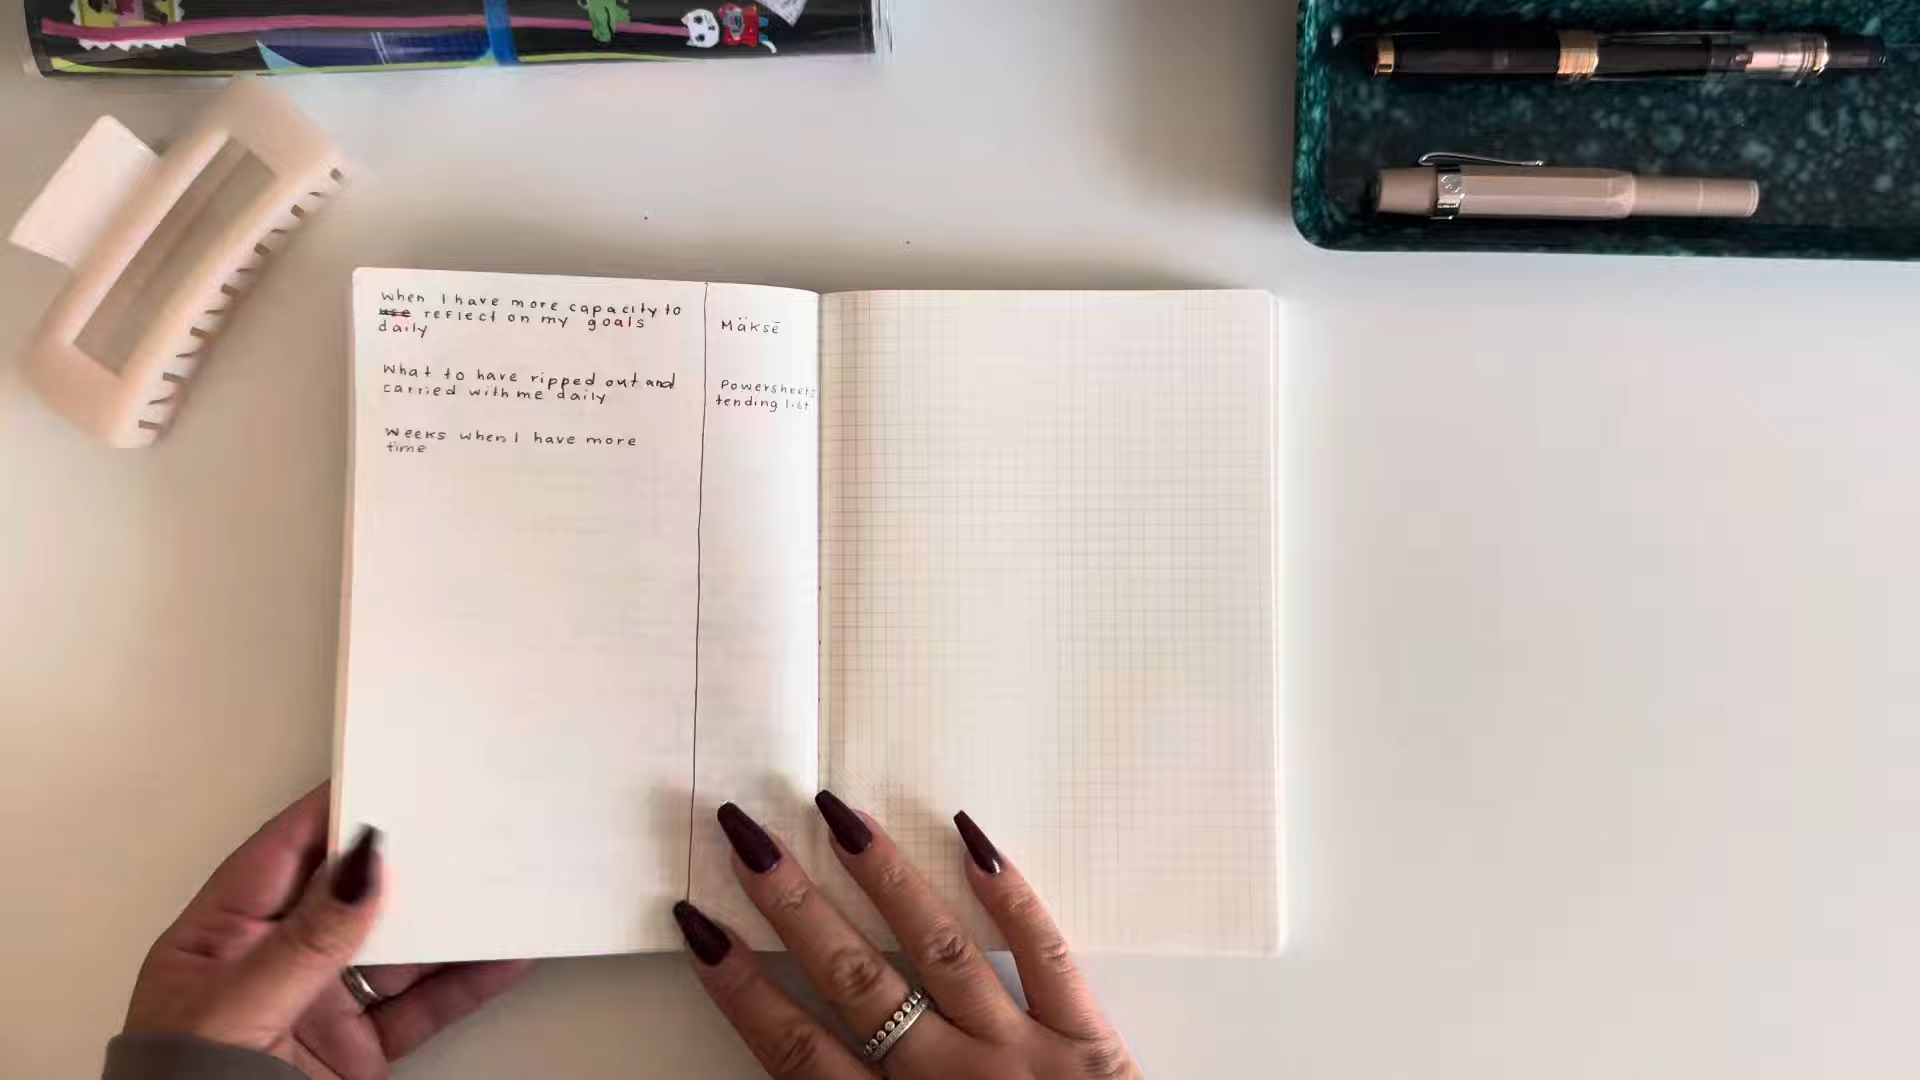 when I have more capacity to
use reflect on my goals
daily
Mäksē
What to have ripped out and
carried with me daily
Powersheets
tending list
Weeks when I have more
time